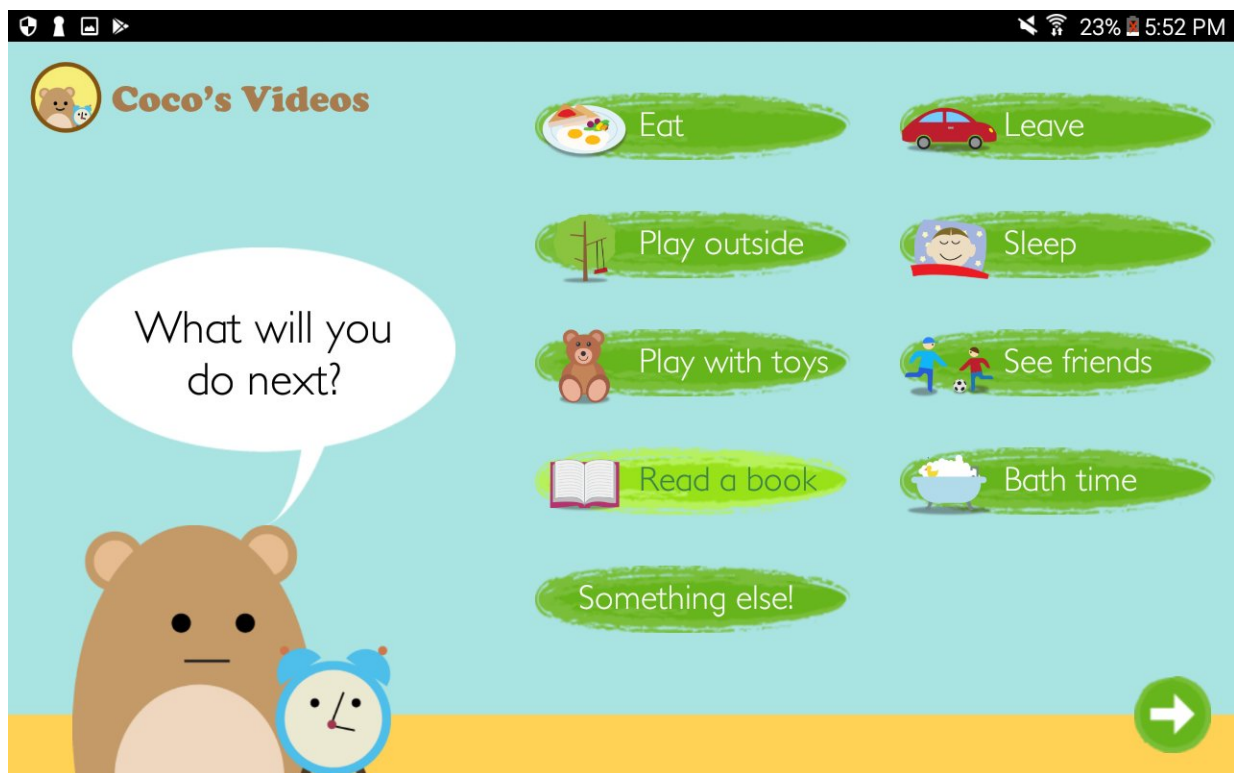 23% 5:52 PM
Coco's Videos
What will you
do next?
Eat
Leave
Play outside
Sleep
Play with toys
See friends
Read a book
Bath time
Something else!